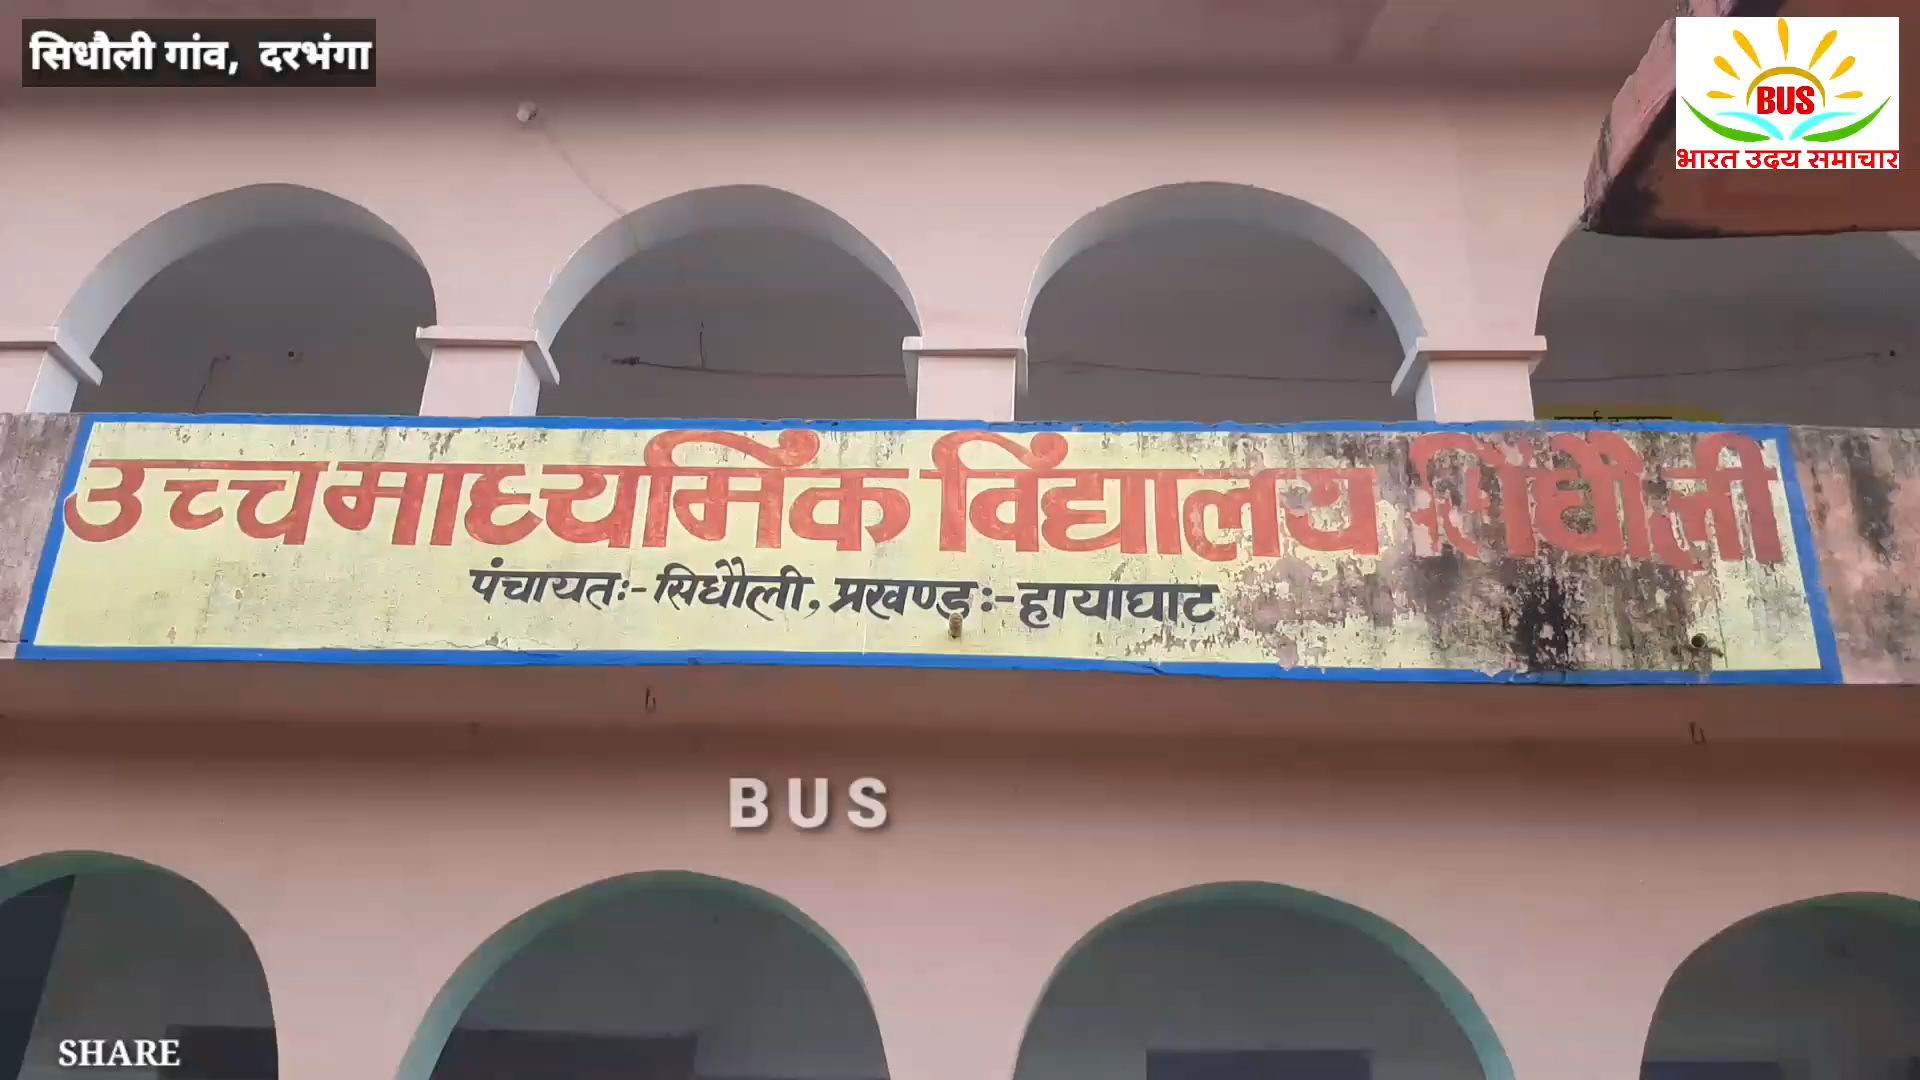 सिधौली गांव, दरभंगा
BUS
भारत उदय समाचार
उच्च माध्यमिक विद्यालय सिधौली
पंचायतः- सिधौली, प्रखण्डः- हायाघाट
BUS
SHARE